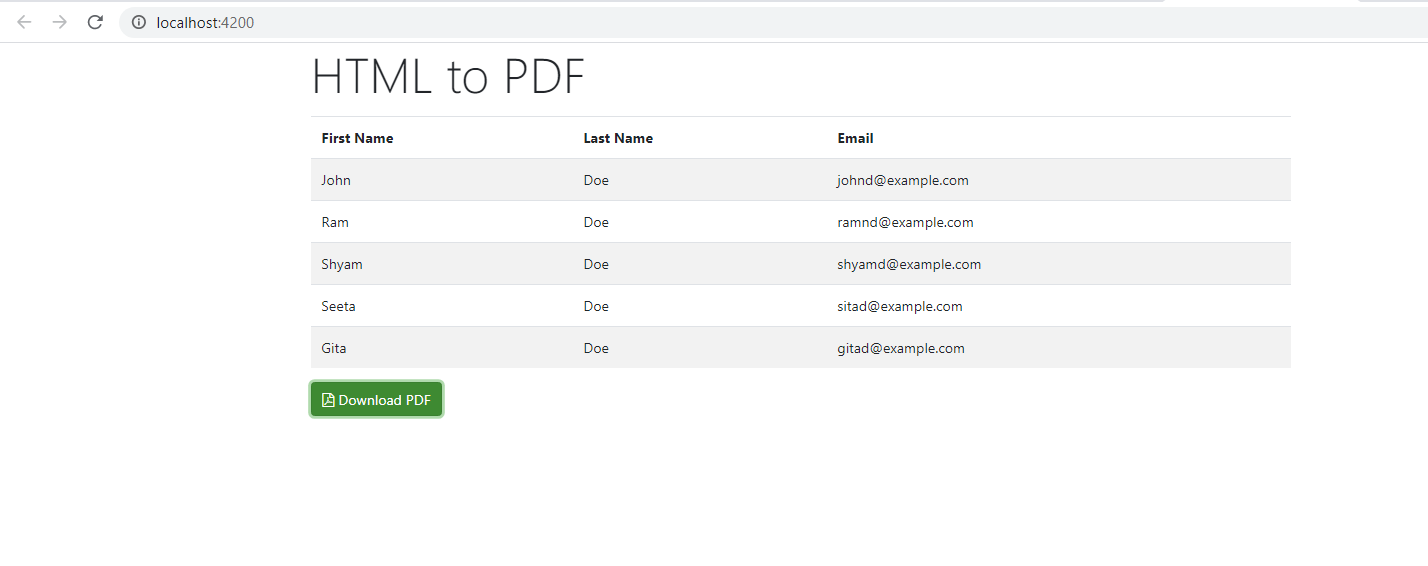 localhost:4200
HTML to PDF
First Name Last Name Email
John Doe johnd@example.com
Ram Doe ramnd@example.com
Shyam Doe shyamd@example.com
Seeta Doe sitad@example.com
Gita Doe gitad@example.com
Download PDF